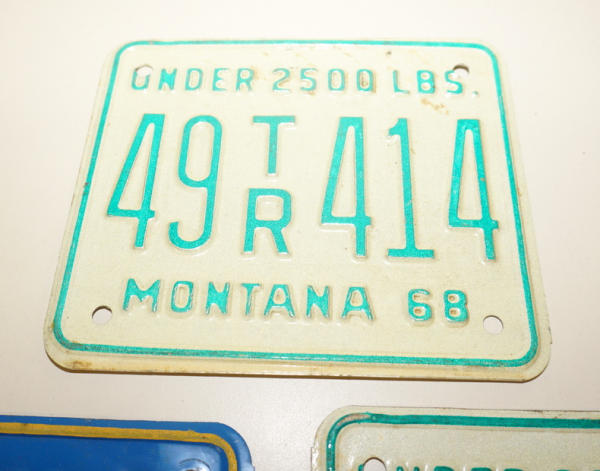 UNDER 2500 LBS.
49 TR 414
MONTANA 68